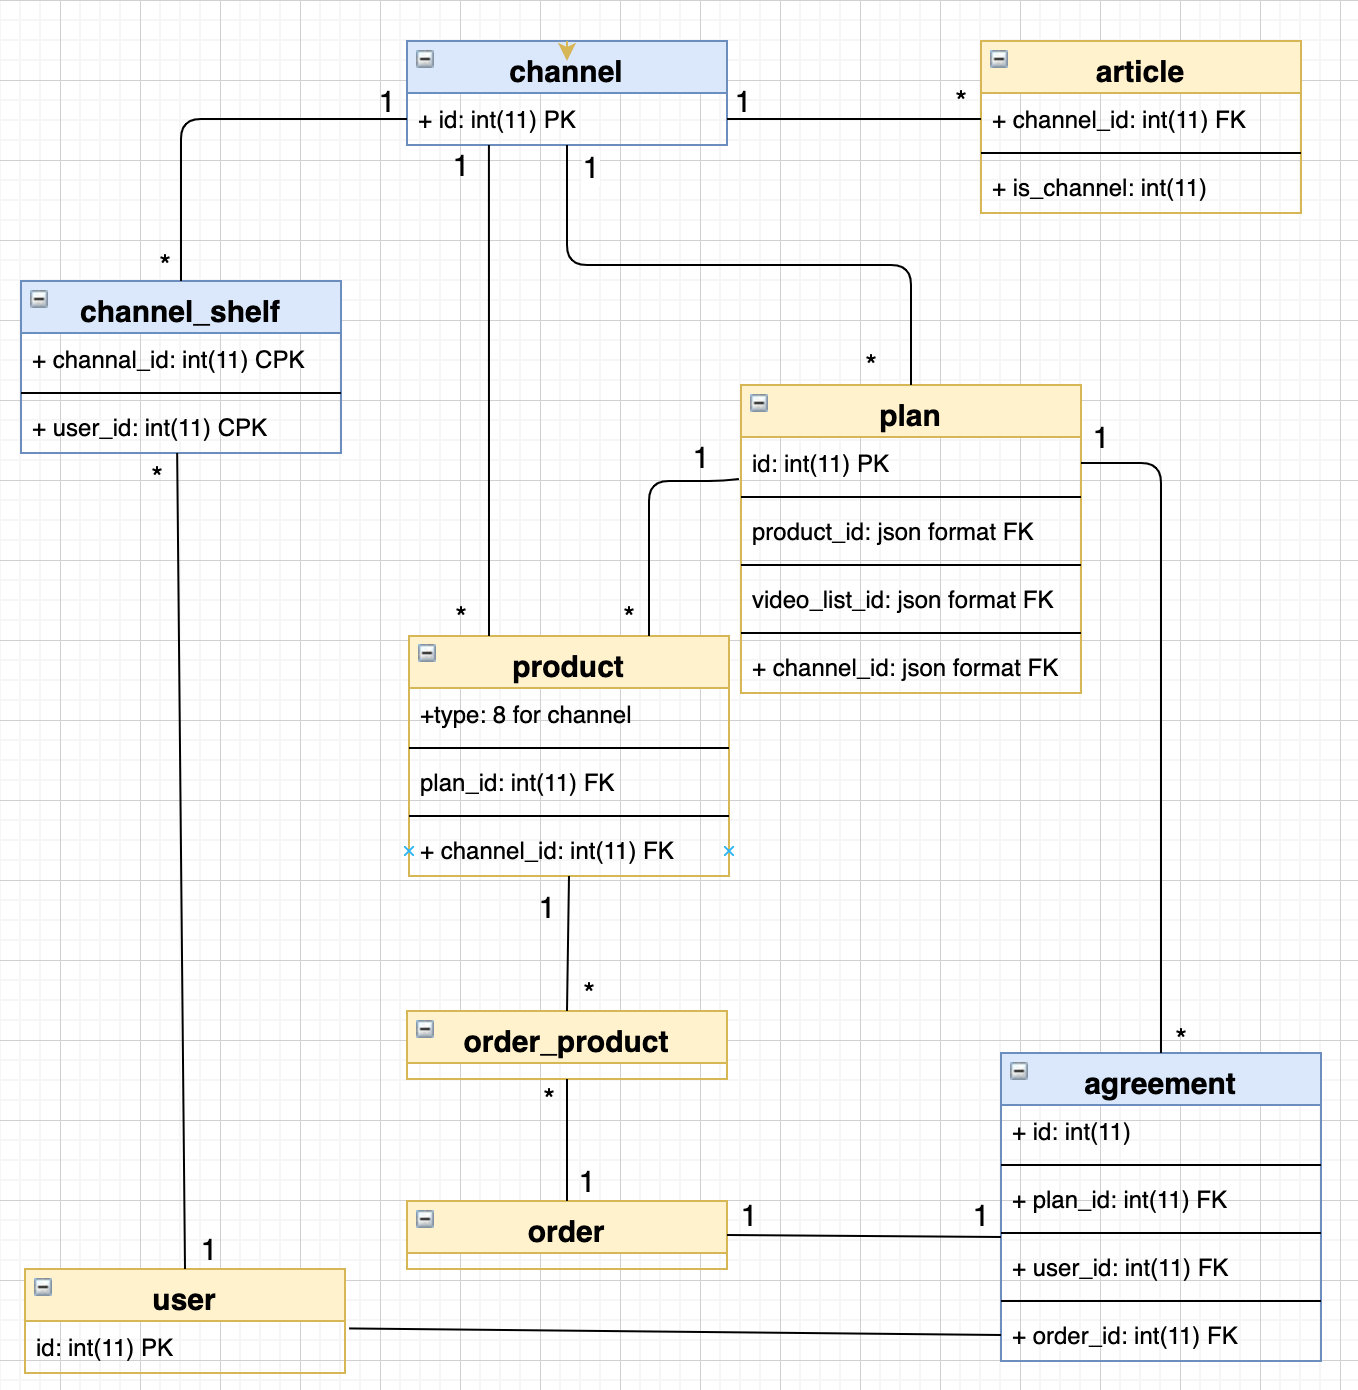 channel
+ id: int(11) PK
article
+ channel_id: int(11) FK
+ is_channel: int(11)
1
1
*
1
1
*
channel_shelf
+ channal_id: int(11) CPK
+ user_id: int(11) CPK
*
*
plan
id: int(11) PK
product_id: json format FK
video_list_id: json format FK
+ channel_id: json format FK
1
1
*
*
product
+type: 8 for channel
plan_id: int(11) FK
+ channel_id: int(11) FK
1
*
order_product
*
1
order
1
1
*
agreement
+ id: int(11)
+ plan_id: int(11) FK
+ user_id: int(11) FK
+ order_id: int(11) FK
1
user
id: int(11) PK